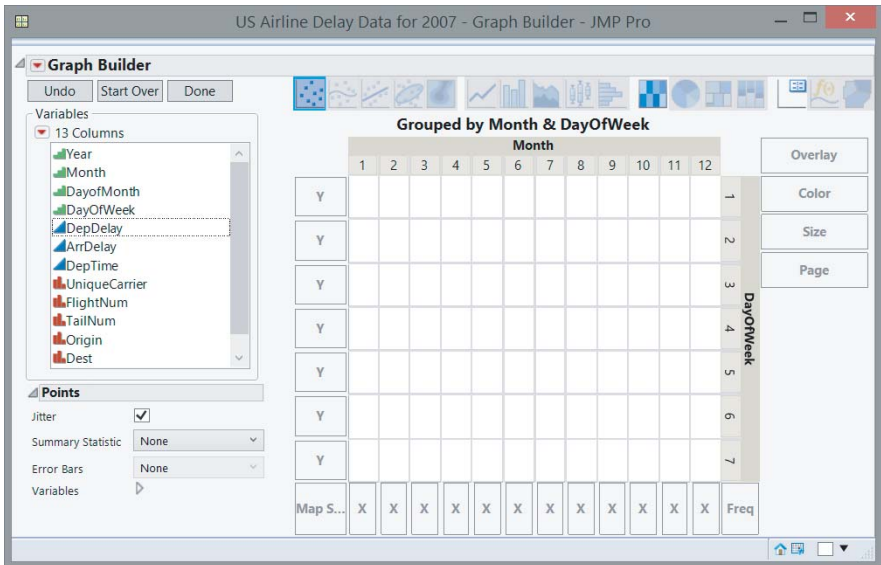 US Airline Delay Data for 2007 - Graph Builder - JMP Pro
Graph Builder
Undo Start Over Done
Variables
13 Columns
Year
Month
DayofMonth
DayOfWeek
DepDelay
ArrDelay
DepTime
UniqueCarrier
FlightNum
TailNum
Origin
Dest
Points
Jitter
Summary Statistic None
Error Bars None
Variables
Grouped by Month & DayOfWeek
Month
1 2 3 4 5 6 7 8 9 10 11 12
Y 1
Y 2
Y 3
Y 4
Y 5
Y 6
Y 7
DayOfWeek
Map S... X X X X X X X X X X X X Freq
Overlay
Color
Size
Page